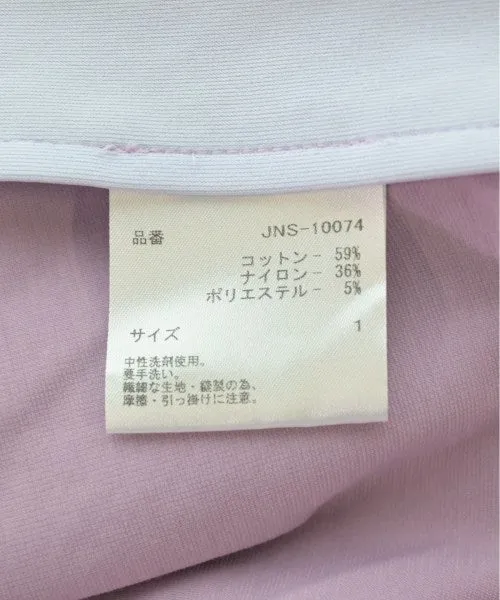 品番 JNS-10074
コットン- 59%
ナイロン- 36%
ポリエステル- 5%
サイズ 1
中性洗剤使用。
要手洗い。
繊細な生地・縫製の為、
摩擦・引っ掛けに注意。